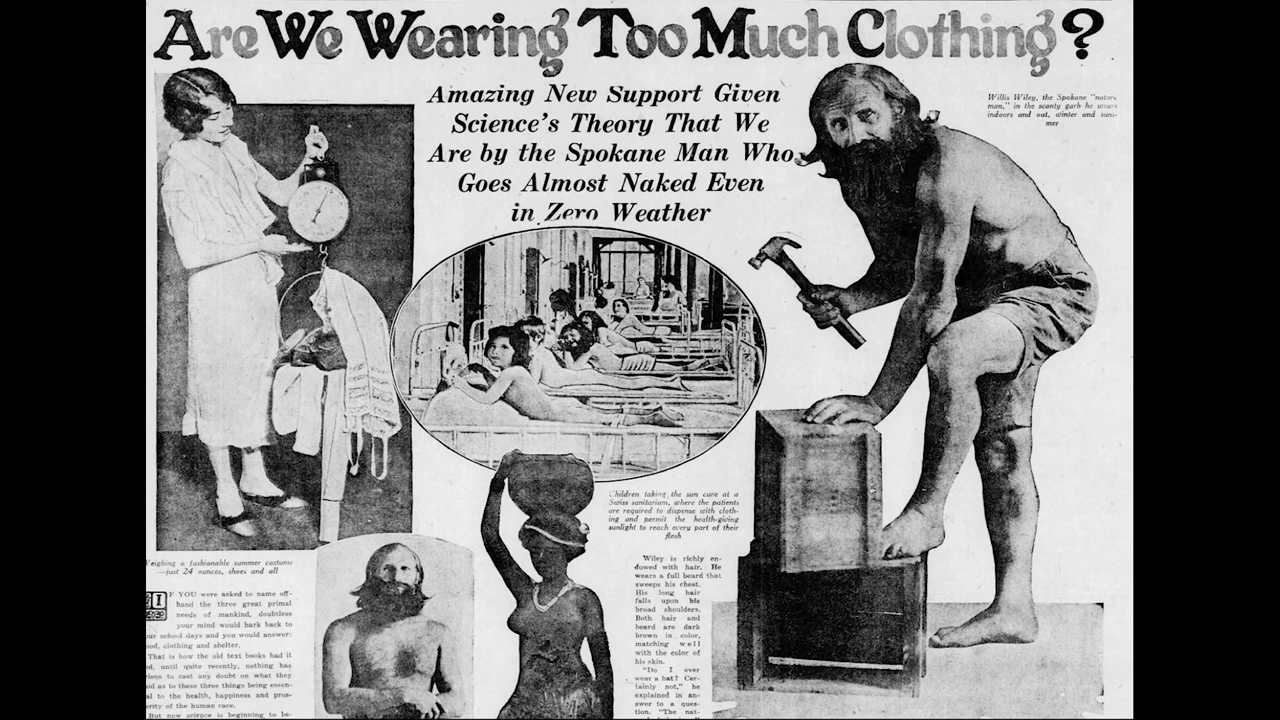 Are We Wearing Too Much Clothing?
Amazing New Support Given
Science's Theory That We
Are by the Spokane Man Who
Goes Almost Naked Even
in Zero Weather
Willis Wiley, the Spokane "nature
man," in the scanty garb he wears
indoors and out, winter and sum-
mer
Children taking the sun cure at a
Swiss sanitarium, where the patients
are required to dispense with cloth-
ing and permit the health-giving
sunlight to reach every part of their
flesh
Weighing a fashionable summer costume
—just 24 ounces, shoes and all
IF YOU were asked to name off-
hand the three great primal
needs of mankind, doubtless
your mind would hark back to
our school days and you would answer:
food, clothing and shelter.
That is how the old text books had it
and, until quite recently, nothing has
risen to cast any doubt on what they
said as to these three things being essen-
al to the health, happiness and pros-
erity of the human race.
But now science is beginning to be-
Wiley is richly en-
dowed with hair. He
wears a full beard that
sweeps his chest.
His long hair
falls upon his
broad shoulders.
Both hair and
beard are dark
brown in color,
matching well
with the color of
his skin.
"Do I ever
wear a hat? Cer-
tainly not," he
explained in an-
swer to a ques-
tion. "The nat-